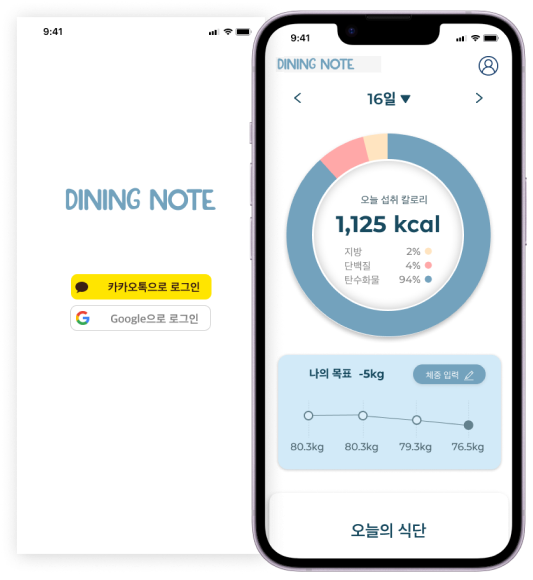 9:41
DINING NOTE
카카오톡으로 로그인
Google으로 로그인
9:41
DINING NOTE
16일 ▼
오늘 섭취 칼로리
1,125 kcal
지방 2%
단백질 4%
탄수화물 94%
나의 목표 -5kg
체중 입력
80.3kg 80.3kg 79.3kg 76.5kg
오늘의 식단